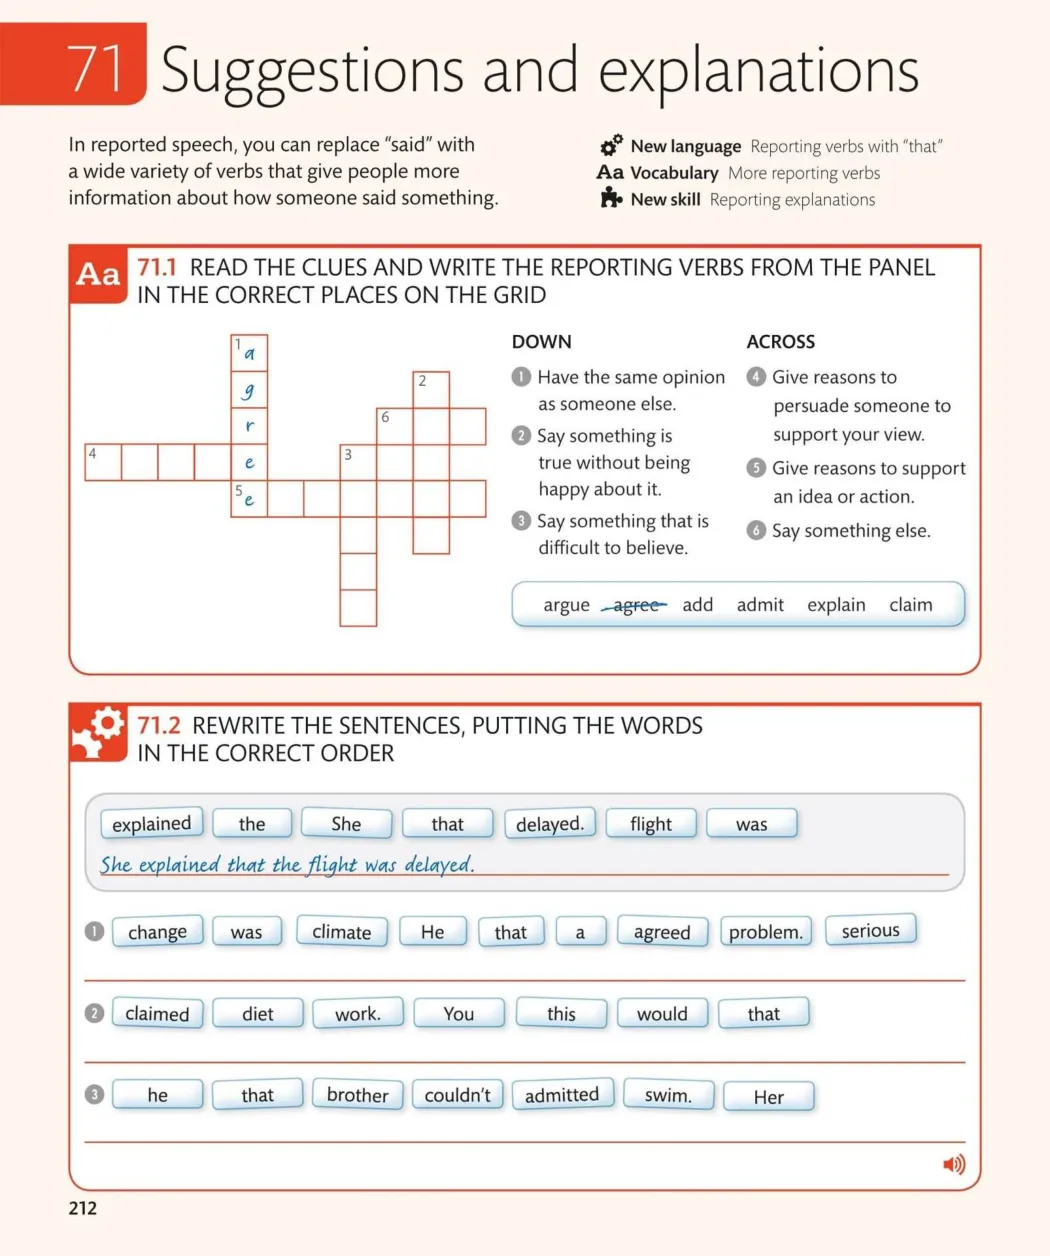 71 Suggestions and explanations
In reported speech, you can replace “said” with
a wide variety of verbs that give people more
information about how someone said something.
New language Reporting verbs with “that”
Aa Vocabulary More reporting verbs
New skill Reporting explanations
Aa 71.1 READ THE CLUES AND WRITE THE REPORTING VERBS FROM THE PANEL
IN THE CORRECT PLACES ON THE GRID
1 a
g
2
r
6
4
e
3
5 e
DOWN
1 Have the same opinion
as someone else.
2 Say something is
true without being
happy about it.
3 Say something that is
difficult to believe.
ACROSS
4 Give reasons to
persuade someone to
support your view.
5 Give reasons to support
an idea or action.
6 Say something else.
argue agree add admit explain claim
71.2 REWRITE THE SENTENCES, PUTTING THE WORDS
IN THE CORRECT ORDER
explained the She that delayed. flight was
She explained that the flight was delayed.
1 change was climate He that a agreed problem. serious
2 claimed diet work. You this would that
3 he that brother couldn’t admitted swim. Her
212